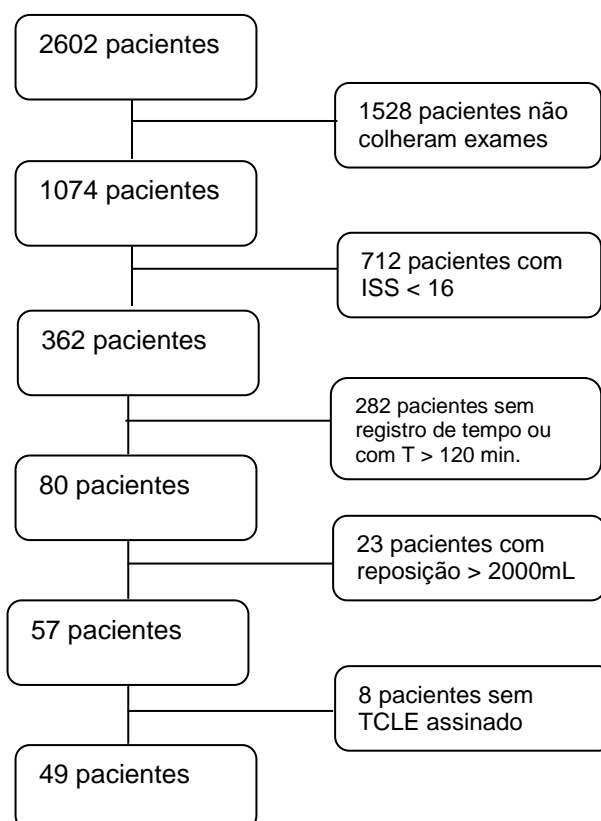 2602 pacientes
1528 pacientes não
colheram exames
1074 pacientes
712 pacientes com
ISS < 16
362 pacientes
282 pacientes sem
registro de tempo ou
com T > 120 min.
80 pacientes
23 pacientes com
reposição > 2000mL
57 pacientes
8 pacientes sem
TCLE assinado
49 pacientes